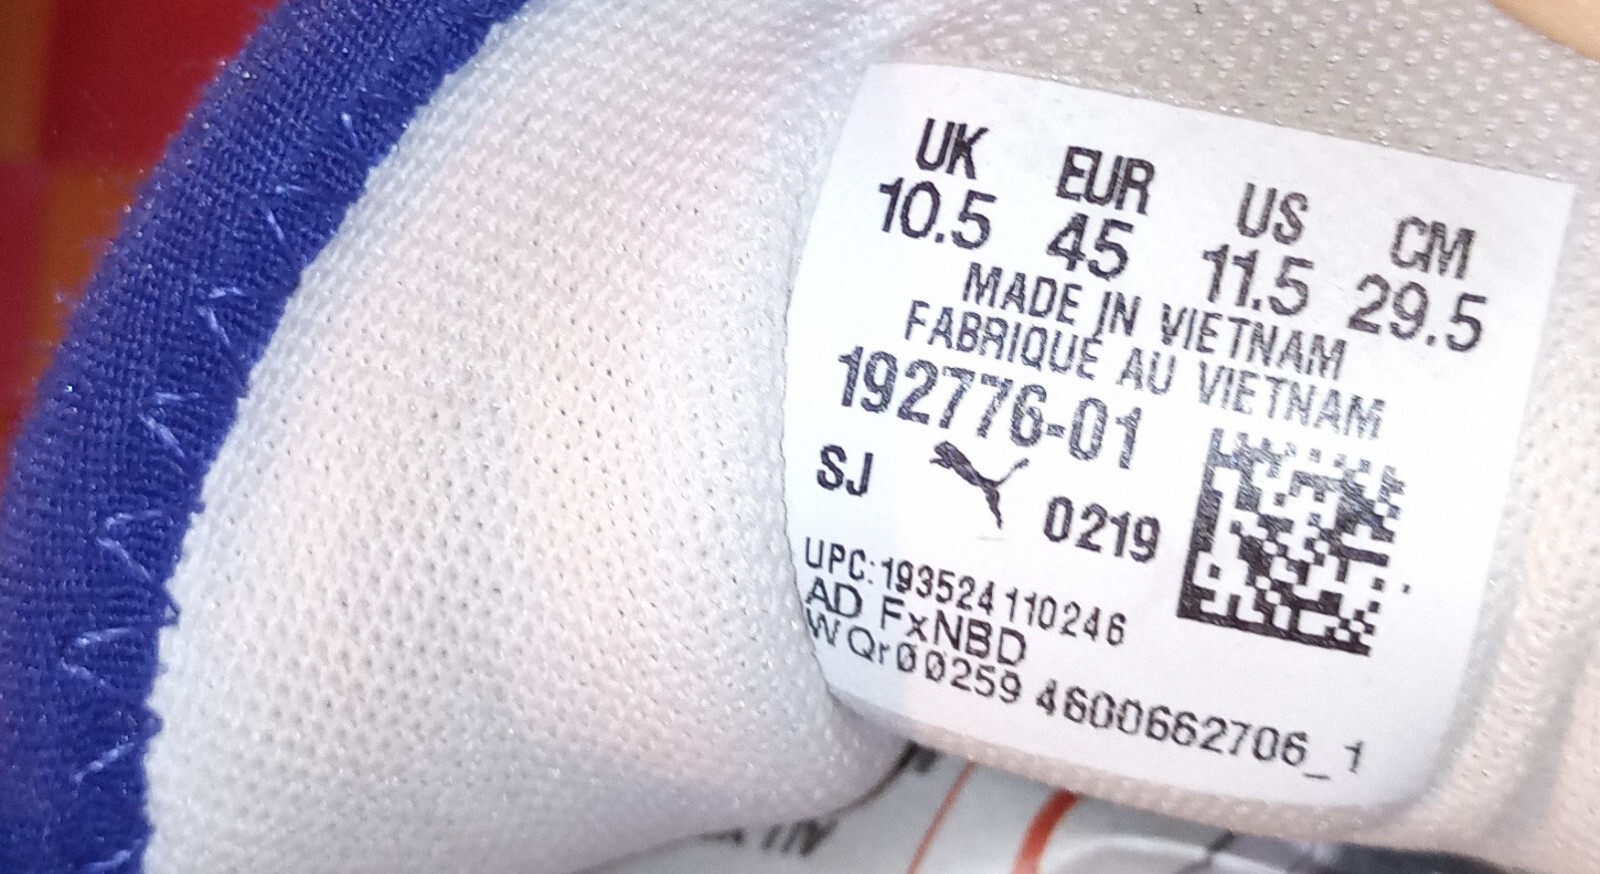 UK EUR US CM
10.5 45 11.5 29.5
MADE IN VIETNAM
FABRIQUÉ AU VIETNAM
192776-01
SJ 0219
UPC:193524110246
AD FxNBD
WQr00259 4600662706_1